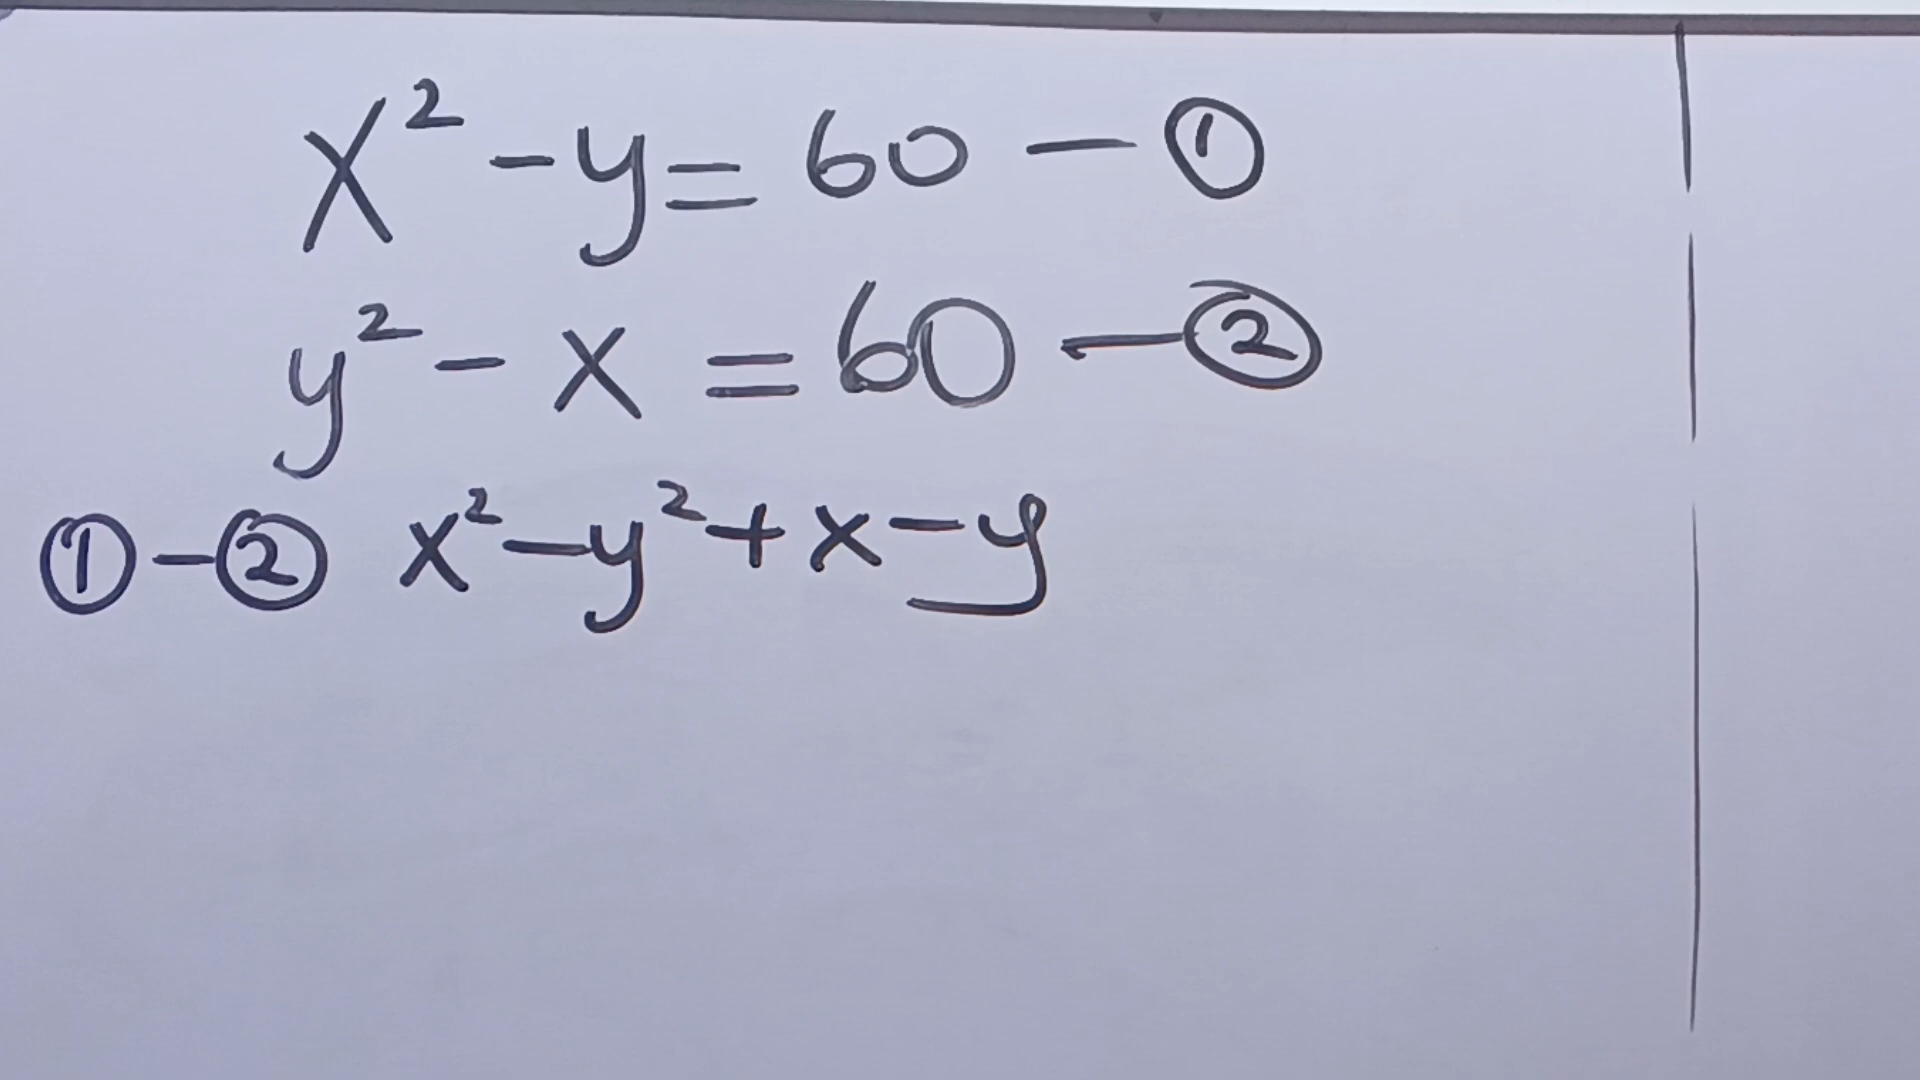 x² - y = 60 — ①
y² - x = 60 — ②
① - ② x² - y² + x - y